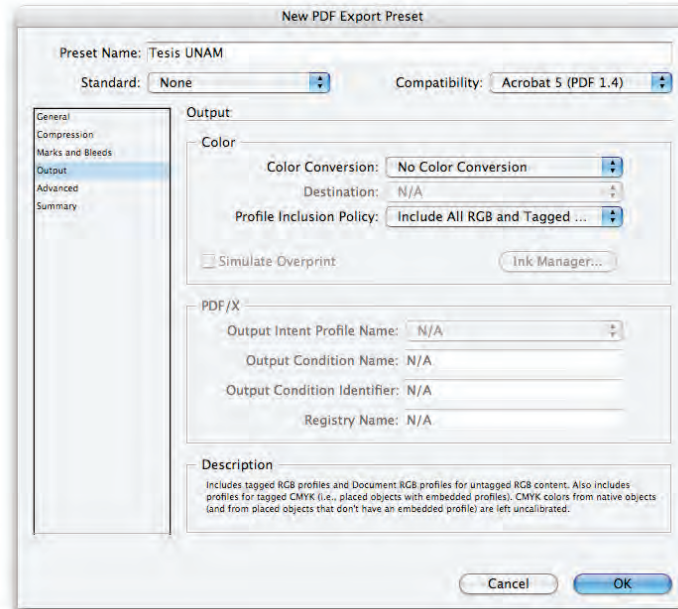 New PDF Export Preset
Preset Name: Tesis UNAM
Standard: None Compatibility: Acrobat 5 (PDF 1.4)
General
Compression
Marks and Bleeds
Output
Advanced
Summary
Output
Color
Color Conversion: No Color Conversion
Destination: N/A
Profile Inclusion Policy: Include All RGB and Tagged ...
Simulate Overprint Ink Manager...
PDF/X
Output Intent Profile Name: N/A
Output Condition Name: N/A
Output Condition Identifier: N/A
Registry Name: N/A
Description
Includes tagged RGB profiles and Document RGB profiles for untagged RGB content. Also includes
profiles for tagged CMYK (i.e., placed objects with embedded profiles). CMYK colors from native objects
(and from placed objects that don't have an embedded profile) are left uncalibrated.
Cancel OK